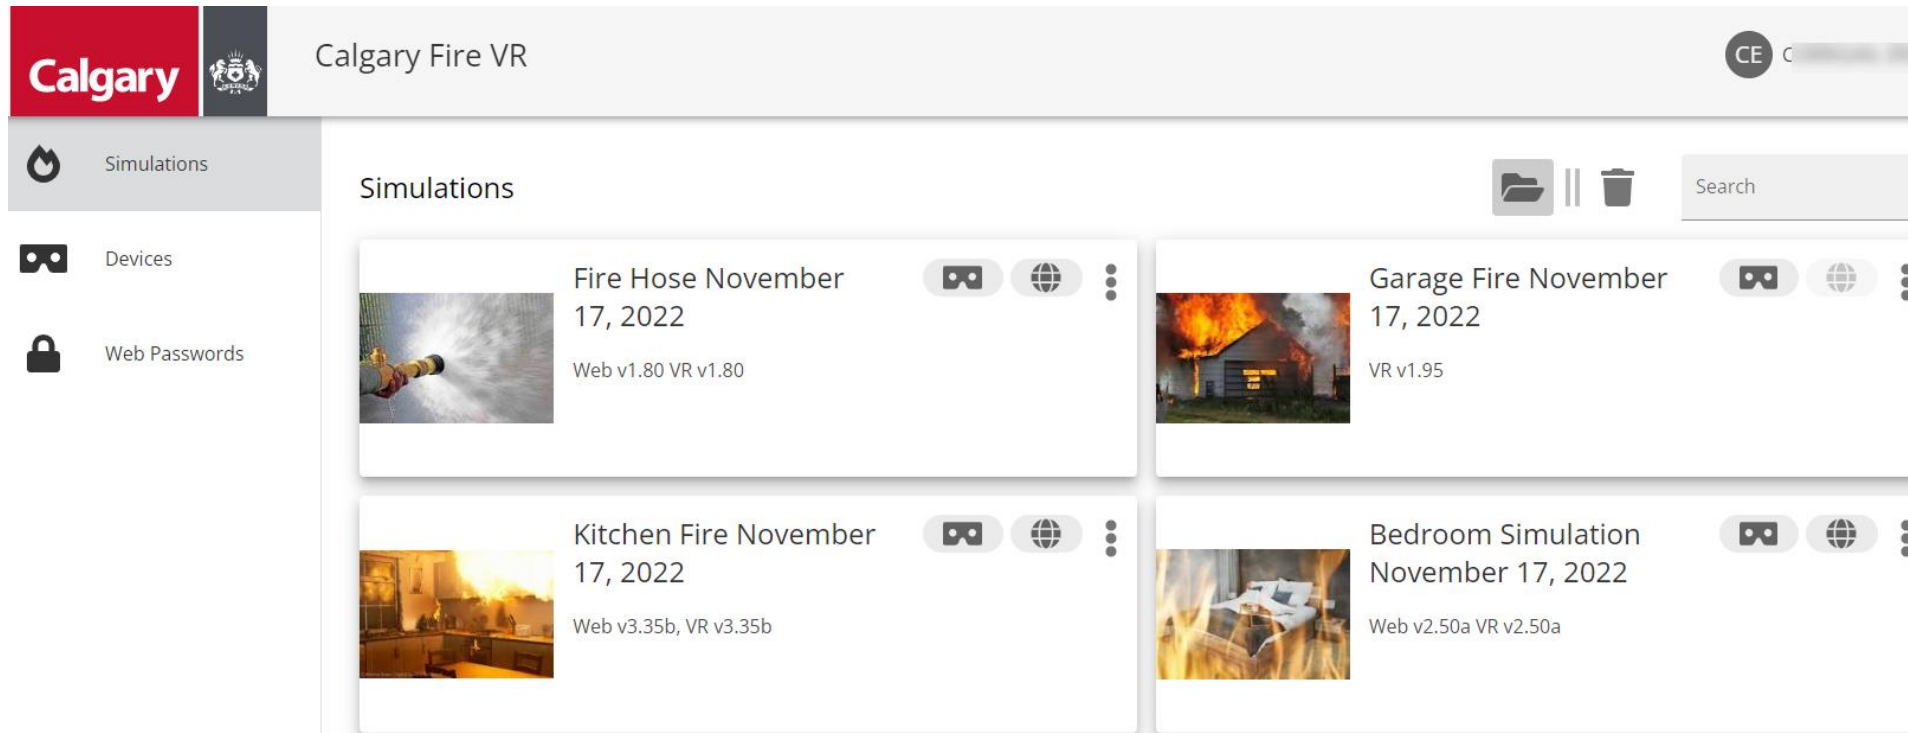 Calgary
Calgary Fire VR
CE
Simulations
Devices
Web Passwords
Simulations
Search
Fire Hose November
17, 2022
Web v1.80 VR v1.80
Garage Fire November
17, 2022
VR v1.95
Kitchen Fire November
17, 2022
Web v3.35b, VR v3.35b
Bedroom Simulation
November 17, 2022
Web v2.50a VR v2.50a